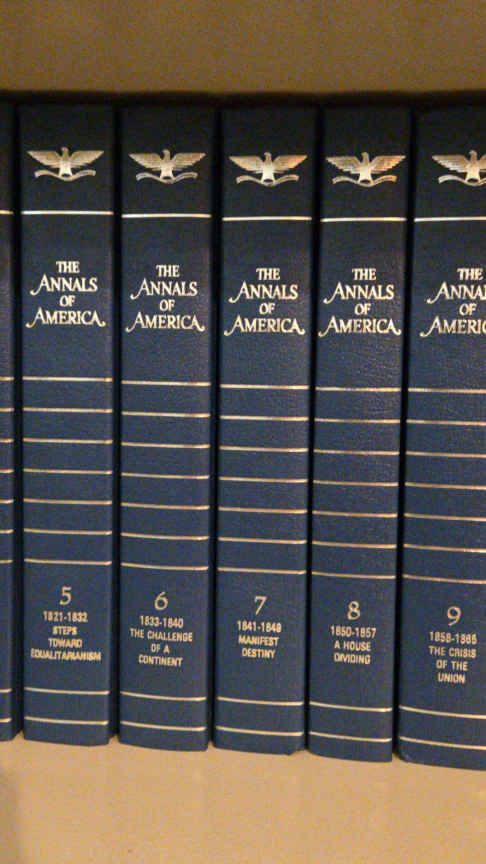 THE
ANNALS
OF
AMERICA
5
1821-1832
STEPS
TOWARD
EQUALITARIANISM
THE
ANNALS
OF
AMERICA
6
1833-1840
THE CHALLENGE
OF A
CONTINENT
THE
ANNALS
OF
AMERICA
7
1841-1849
MANIFEST
DESTINY
THE
ANNALS
OF
AMERICA
8
1850-1857
A HOUSE
DIVIDING
THE
ANNA
OF
AMERIC
9
1858-1865
THE CRISIS
OF THE
UNION